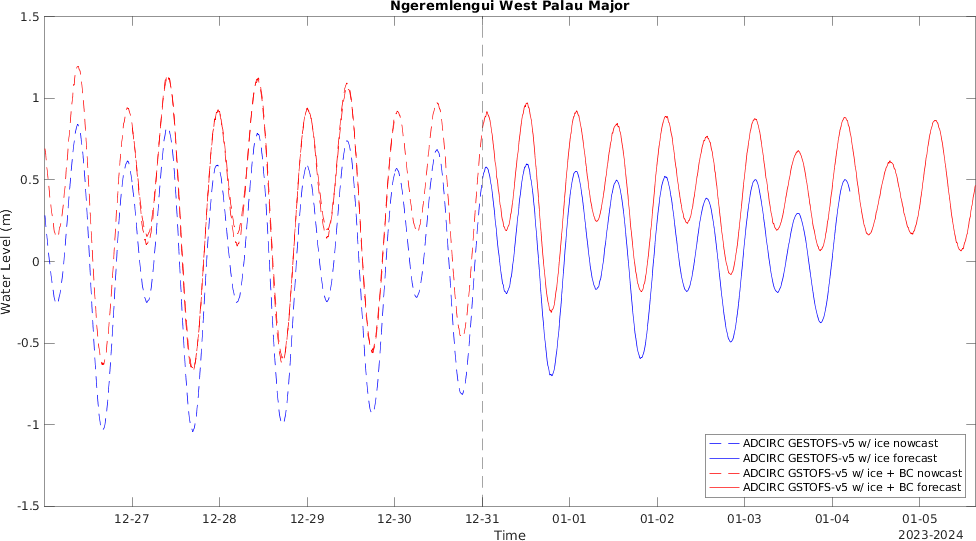 Ngeremlengui West Palau Major
1.5
1
0.5
0
-0.5
-1
-1.5
Water Level (m)
12-27
12-28
12-29
12-30
12-31
01-01
01-02
01-03
01-04
01-05
Time
2023-2024
ADCIRC GESTOFS-v5 w/ ice nowcast
ADCIRC GESTOFS-v5 w/ ice forecast
ADCIRC GSTOFS-v5 w/ ice + BC nowcast
ADCIRC GSTOFS-v5 w/ ice + BC forecast